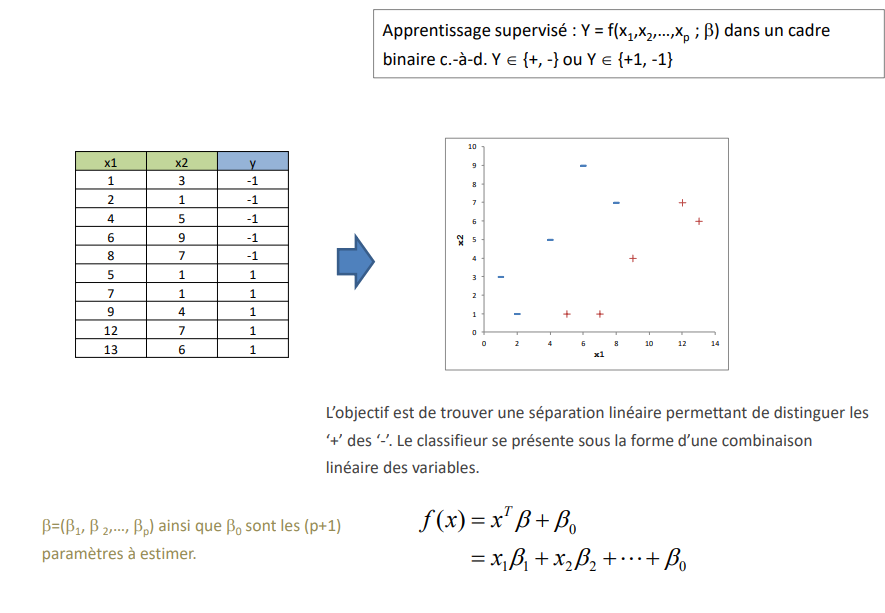 Apprentissage supervisé : Y = f(x1,x2,…,xp ; β) dans un cadre
binaire c.-à-d. Y ∈ {+, -} ou Y ∈ {+1, -1}
x1 x2 y
1 3 -1
2 1 -1
4 5 -1
6 9 -1
8 7 -1
5 1 1
7 1 1
9 4 1
12 7 1
13 6 1
10
9
8
7
6
5
4
3
2
1
0
x2
0 2 4 6 8 10 12 14
x1
L’objectif est de trouver une séparation linéaire permettant de distinguer les
‘+’ des ‘-’. Le classifieur se présente sous la forme d’une combinaison
linéaire des variables.
β=(β1, β 2,…, βp) ainsi que β0 sont les (p+1)
paramètres à estimer.
f(x) = x^T β + β0
= x1β1 + x2β2 + ⋯ + β0